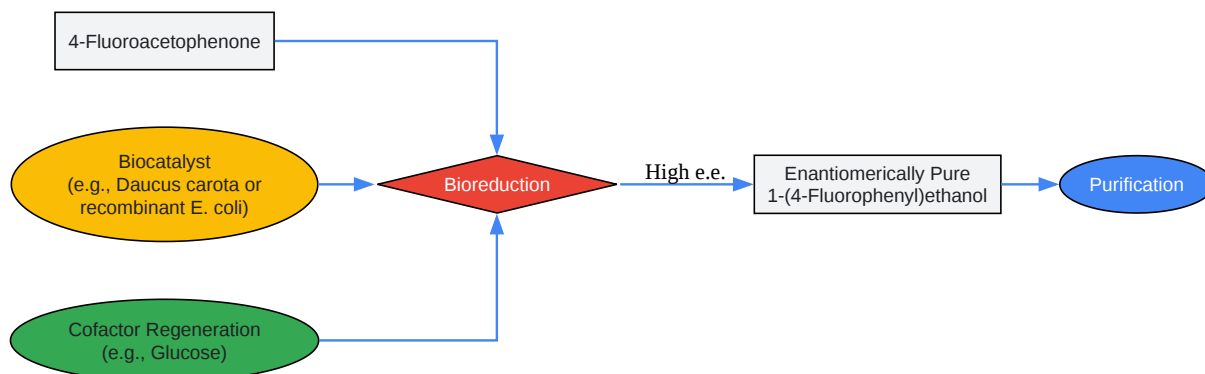 4-Fluoroacetophenone
Biocatalyst
(e.g., Daucus carota or
recombinant E. coli)
Bioreduction
High e.e.
Enantiomerically Pure
1-(4-Fluorophenyl)ethanol
Purification
Cofactor Regeneration
(e.g., Glucose)